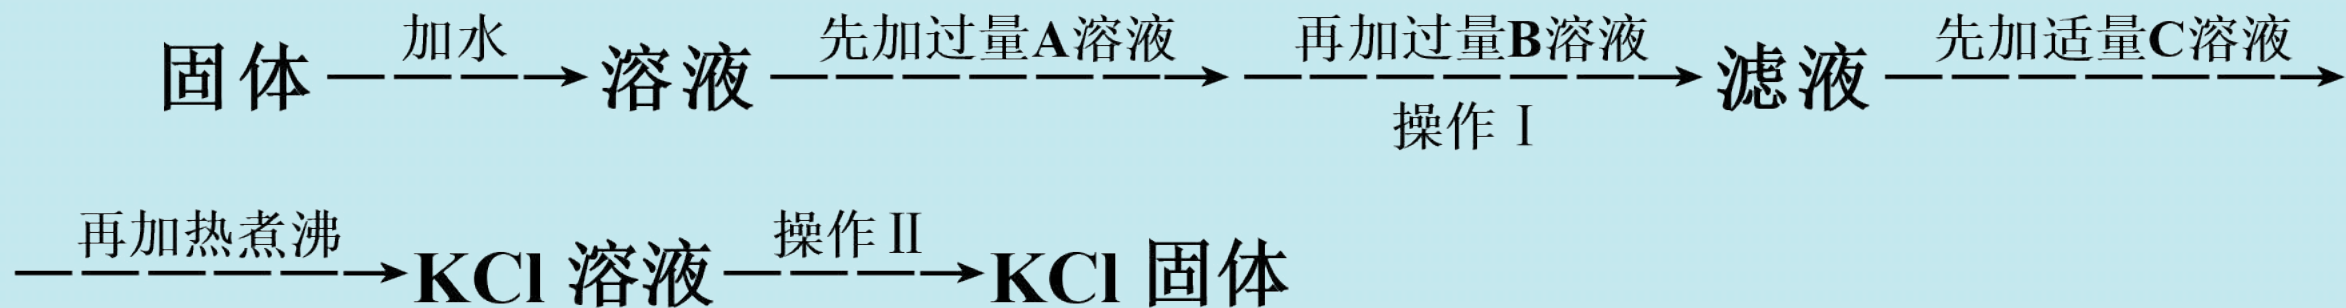 固体 加水 溶液 先加过量A溶液 再加过量B溶液 操作Ⅰ 滤液 先加适量C溶液
再加热煮沸 KCl 溶液 操作Ⅱ KCl 固体